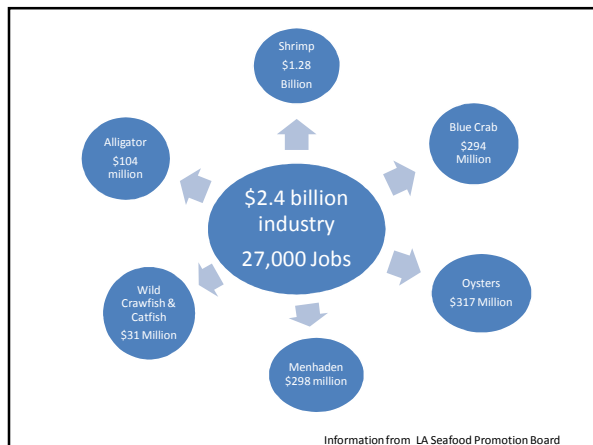 Shrimp
$1.28
Billion
Blue Crab
$294
Million
Alligator
$104
million
$2.4 billion
industry
27,000 Jobs
Oysters
$317 Million
Wild
Crawfish &
Catfish
$31 Million
Menhaden
$298 million
Information from LA Seafood Promotion Board